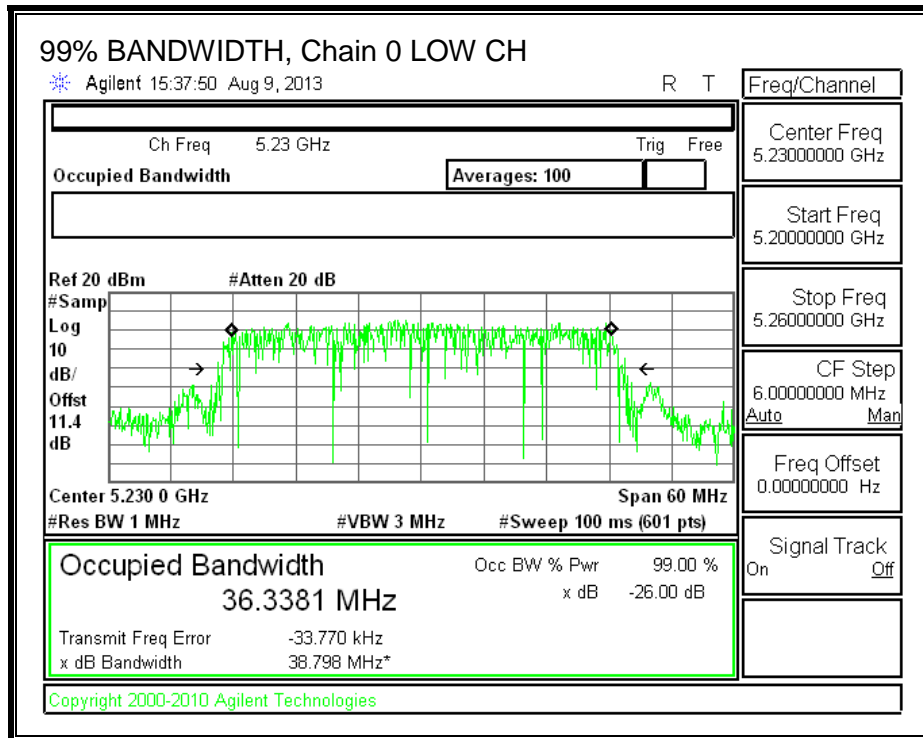 99% BANDWIDTH, Chain 0 LOW CH
Agilent 15:37:50 Aug 9, 2013 R T
Freq/Channel
Ch Freq 5.23 GHz Trig Free
Occupied Bandwidth Averages: 100
Center Freq
5.23000000 GHz
Start Freq
5.20000000 GHz
Stop Freq
5.26000000 GHz
CF Step
6.00000000 MHz
Auto Man
Freq Offset
0.00000000 Hz
Signal Track
On Off
Ref 20 dBm #Atten 20 dB
#Samp
Log
10
dB/
Offst
11.4
dB
Center 5.230 0 GHz Span 60 MHz
#Res BW 1 MHz #VBW 3 MHz #Sweep 100 ms (601 pts)
Occupied Bandwidth Occ BW % Pwr 99.00 %
36.3381 MHz x dB -26.00 dB
Transmit Freq Error -33.770 kHz
x dB Bandwidth 38.798 MHz*
Copyright 2000-2010 Agilent Technologies